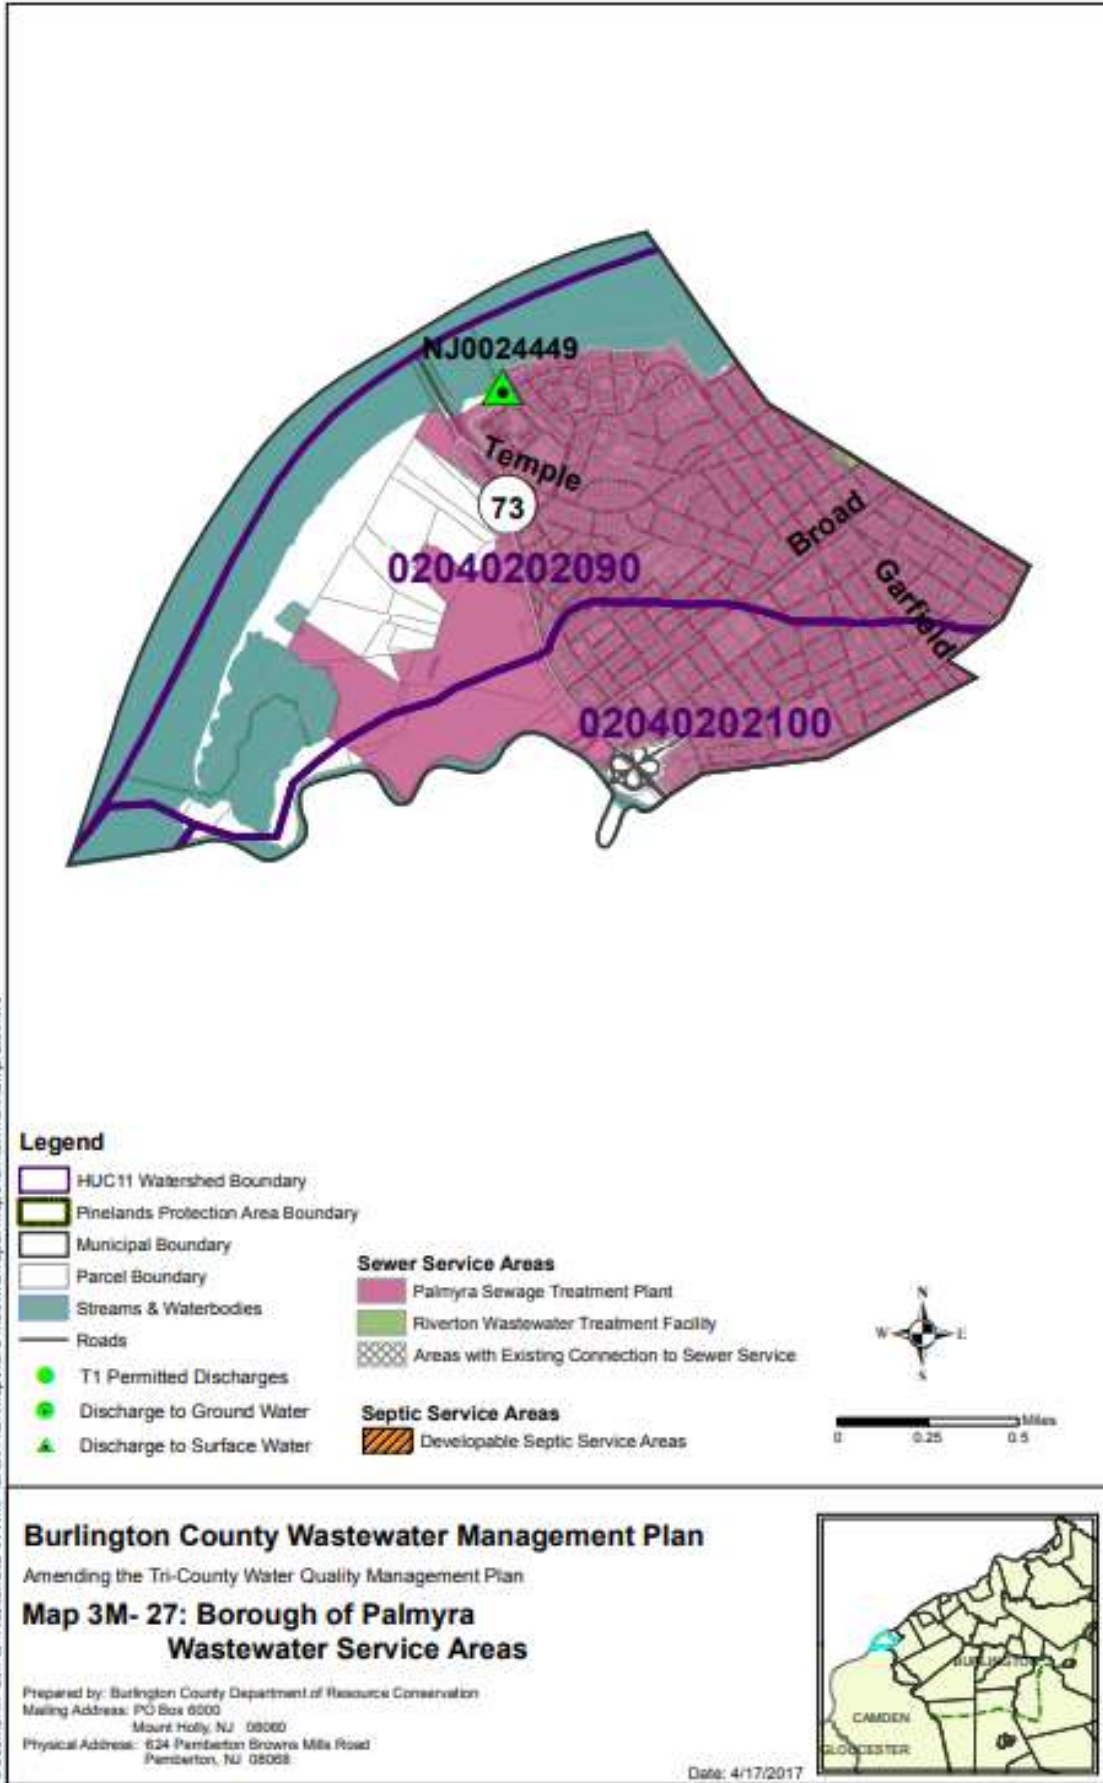 NJ0024449
Temple
73
Broad
02040202090
Garfield
02040202100
Legend
HUC11 Watershed Boundary
Pinelands Protection Area Boundary
Municipal Boundary
Parcel Boundary
Streams & Waterbodies
Roads
T1 Permitted Discharges
Discharge to Ground Water
Discharge to Surface Water
Sewer Service Areas
Palmyra Sewage Treatment Plant
Riverton Wastewater Treatment Facility
Areas with Existing Connection to Sewer Service
Septic Service Areas
Developable Septic Service Areas
N
W E
S
Miles
0 0.25 0.5
Burlington County Wastewater Management Plan
Amending the Tri-County Water Quality Management Plan
Map 3M- 27: Borough of Palmyra
Wastewater Service Areas
Prepared by: Burlington County Department of Resource Conservation
Mailing Address: PO Box 6000
Mount Holly, NJ 08060
Physical Address: 624 Pemberton Browns Mills Road
Pemberton, NJ 08068
Date: 4/17/2017
BURLINGTON
CAMDEN
GLOUCESTER